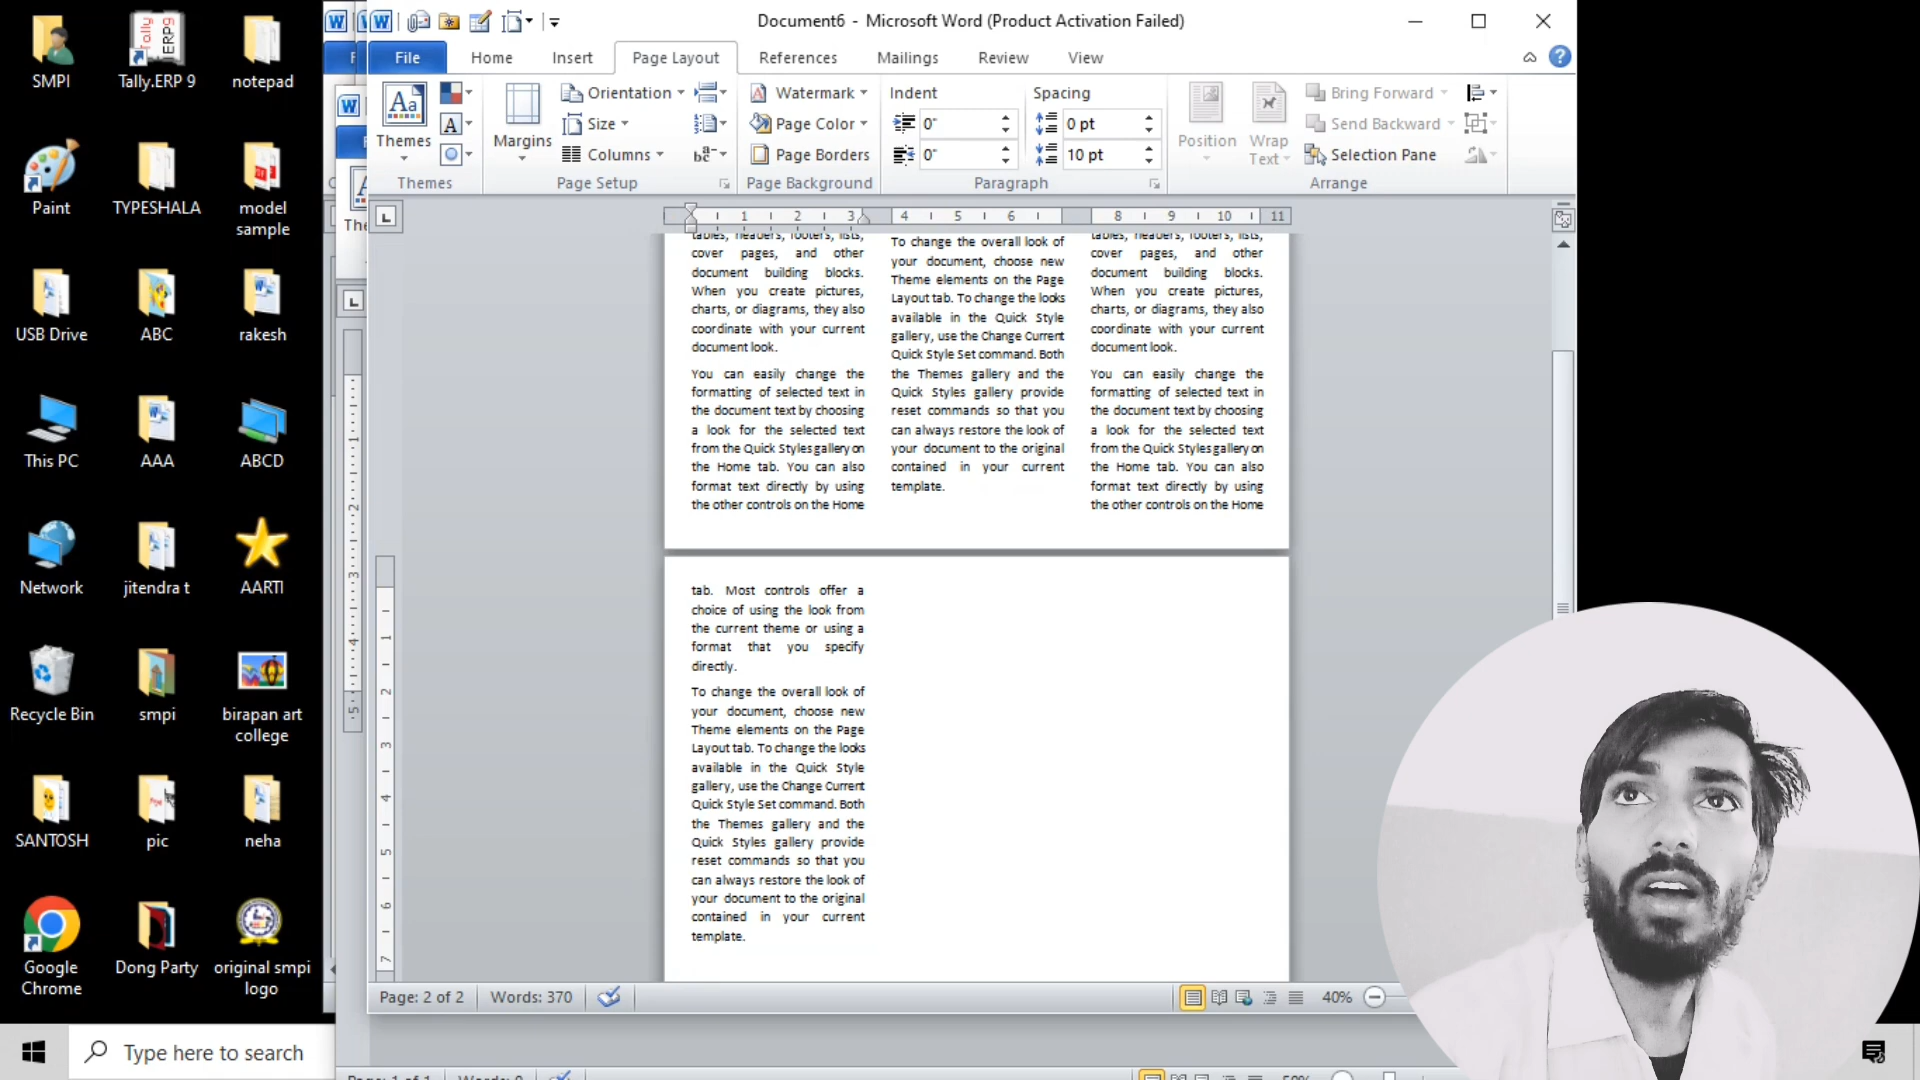 SMPI
Tally.ERP 9
notepad
Paint
TYPESHALA
model sample
USB Drive
ABC
rakesh
This PC
AAA
ABCD
Network
jitendra t
AARTI
Recycle Bin
smpi
birapan art college
SANTOSH
pic
neha
Google Chrome
Dong Party
original smpi logo
Type here to search
Document6 - Microsoft Word (Product Activation Failed)
File Home Insert Page Layout References Mailings Review View
Themes
Margins
Orientation
Size
Columns
Watermark
Page Color
Page Borders
Indent
0"
0"
Spacing
0 pt
10 pt
Position
Wrap Text
Bring Forward
Send Backward
Selection Pane
Themes
Page Setup
Page Background
Paragraph
Arrange
1 2 3 4 5 6 8 9 10 11
tables, headers, footers, lists,
cover pages, and other
document building blocks.
When you create pictures,
charts, or diagrams, they also
coordinate with your current
document look.
You can easily change the
formatting of selected text in
the document text by choosing
a look for the selected text
from the Quick Styles gallery on
the Home tab. You can also
format text directly by using
the other controls on the Home
To change the overall look of
your document, choose new
Theme elements on the Page
Layout tab. To change the looks
available in the Quick Style
gallery, use the Change Current
Quick Style Set command. Both
the Themes gallery and the
Quick Styles gallery provide
reset commands so that you
can always restore the look of
your document to the original
contained in your current
template.
tables, headers, footers, lists,
cover pages, and other
document building blocks.
When you create pictures,
charts, or diagrams, they also
coordinate with your current
document look.
You can easily change the
formatting of selected text in
the document text by choosing
a look for the selected text
from the Quick Styles gallery on
the Home tab. You can also
format text directly by using
the other controls on the Home
tab. Most controls offer a
choice of using the look from
the current theme or using a
format that you specify
directly.
To change the overall look of
your document, choose new
Theme elements on the Page
Layout tab. To change the looks
available in the Quick Style
gallery, use the Change Current
Quick Style Set command. Both
the Themes gallery and the
Quick Styles gallery provide
reset commands so that you
can always restore the look of
your document to the original
contained in your current
template.
Page: 2 of 2 Words: 370 40%